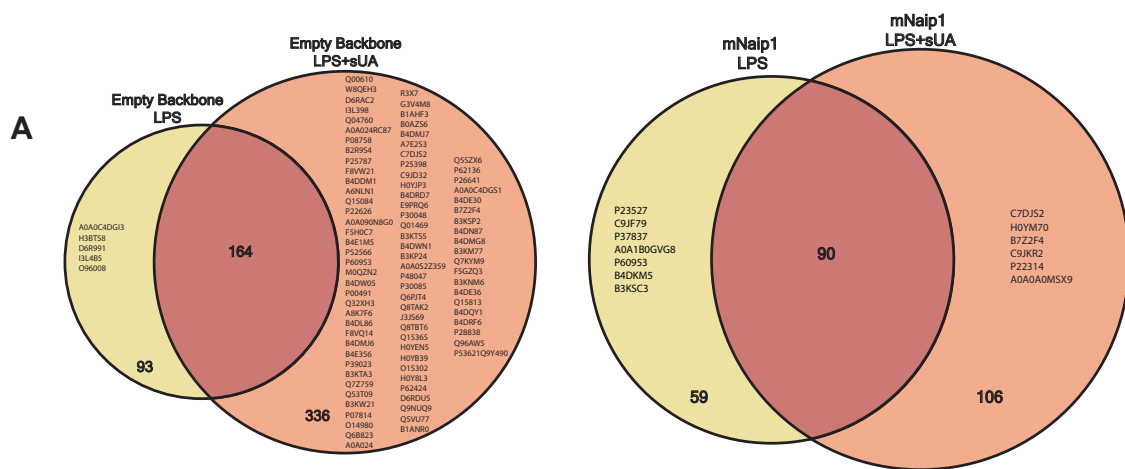 A
Empty Backbone
LPS
A0A0C4DGI3
H3BT58
D6R991
I3L4B5
O96008
93
164
Empty Backbone
LPS+sUA
Q00610
W8QEH3
D6RAC2
I3L398
Q04760
A0A024RC87
P08758
B2R9S4
P25787
F8VW21
B4DDM1
A6NLN1
Q15084
P22626
A0A090N8G0
F5H0C7
B4E1M5
P52566
P60953
M0QZN2
B4DW05
P00491
Q32XH3
A8K7F6
B4DL86
F8VQ14
B4DMJ6
B4E3S6
P39023
B3KTA3
Q7Z759
Q53T09
B3KW21
P07814
O14980
Q6B823
A0A024
R3X7
G3V4M8
B1AHF3
B0AZS6
B4DMJ7
A7E2S3
C7DJS2
P25398
C9JD32
H0YJP3
B4DRD7
E9PRQ6
P30048
Q01469
B3KTS5
B4DWN1
B3KP24
A0A0S2Z3S9
P48047
P30085
Q6PJT4
Q8TAK2
J3JS69
Q8TBT6
Q15365
H0YEN5
H0YB39
O15302
H0Y8L3
P62424
D6RDU5
Q9NUQ9
Q5VU77
B1ANR0
Q5SZX6
P62136
P26641
A0A0C4DGS1
B4DE30
B7Z2F4
B3KSP2
B4DN87
B4DMG8
B3KM77
Q7KYM9
F5GZQ3
B3KNM6
B4DE36
Q15813
B4DQY1
B4DRF6
P28838
Q96AW5
P53621Q9Y490
336
mNaip1
LPS
P23527
C9JF79
P37837
A0A1B0GVG8
P60953
B4DKM5
B3KSC3
59
90
mNaip1
LPS+sUA
C7DJS2
H0YM70
B7Z2F4
C9JKR2
P22314
A0A0A0MSX9
106